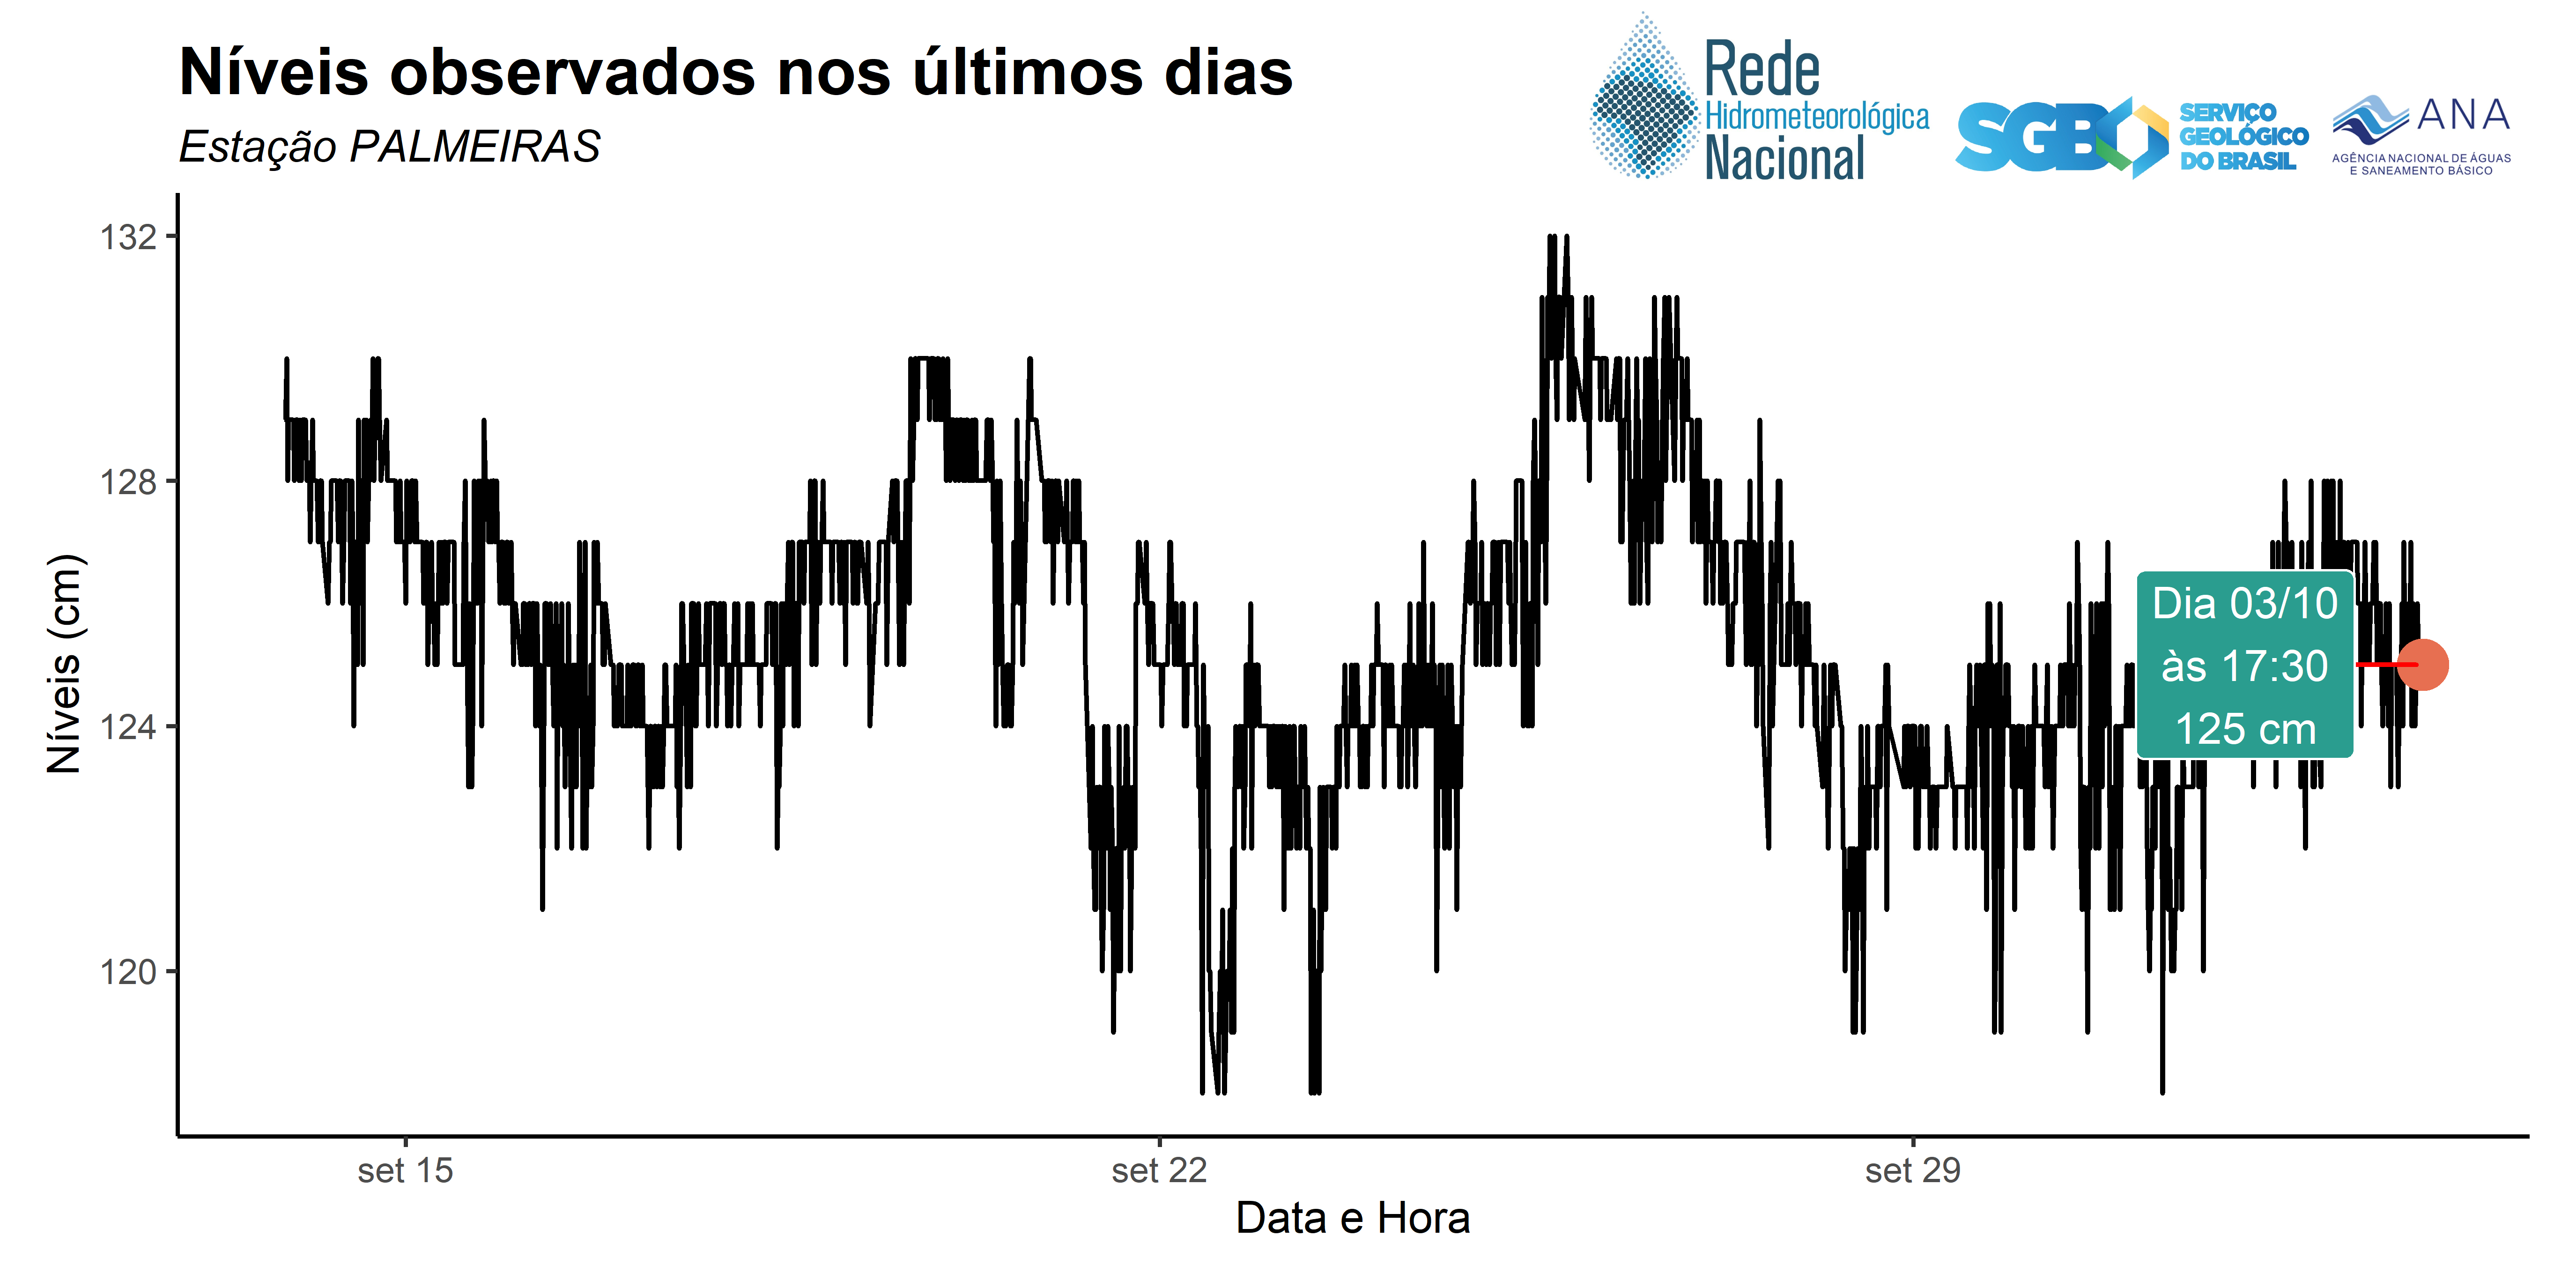 Níveis observados nos últimos dias
Estação PALMEIRAS
Rede
Hidrometeorológica
Nacional
SGB
SERVIÇO
GEOLÓGICO
DO BRASIL
ANA
AGÊNCIA NACIONAL DE ÁGUAS
E SANEAMENTO BÁSICO
132
128
124
120
Níveis (cm)
Dia 03/10
às 17:30
125 cm
set 15
set 22
set 29
Data e Hora